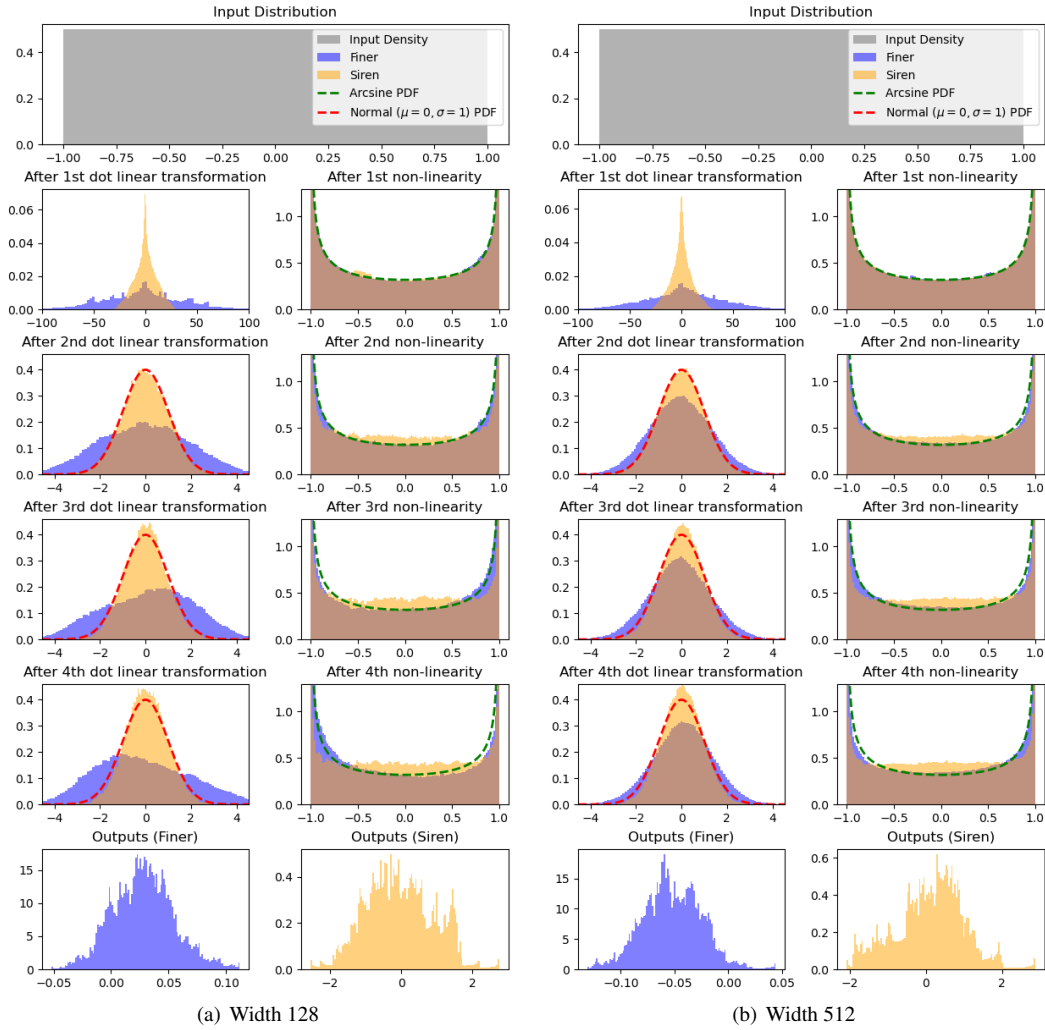 Input Distribution
Input Density
Finer
Siren
Arcsine PDF
Normal (μ = 0, σ = 1) PDF
0.4
0.2
0.0
−1.00 −0.75 −0.50 −0.25 0.00 0.25 0.50 0.75 1.00
After 1st dot linear transformation
After 1st non-linearity
0.06
0.04
0.02
0.00
−100 −50 0 50 100
1.0
0.5
0.0
−1.0 −0.5 0.0 0.5 1.0
After 2nd dot linear transformation
After 2nd non-linearity
0.4
0.3
0.2
0.1
0.0
−4 −2 0 2 4
1.0
0.5
0.0
−1.0 −0.5 0.0 0.5 1.0
After 3rd dot linear transformation
After 3rd non-linearity
0.4
0.3
0.2
0.1
0.0
−4 −2 0 2 4
1.0
0.5
0.0
−1.0 −0.5 0.0 0.5 1.0
After 4th dot linear transformation
After 4th non-linearity
0.4
0.3
0.2
0.1
0.0
−4 −2 0 2 4
1.0
0.5
0.0
−1.0 −0.5 0.0 0.5 1.0
Outputs (Finer)
Outputs (Siren)
15
10
5
0
0.00 0.05 0.10
0.4
0.2
0.0
−2 0 2
(a) Width 128
Input Distribution
Input Density
Finer
Siren
Arcsine PDF
Normal (μ = 0, σ = 1) PDF
0.4
0.2
0.0
−1.00 −0.75 −0.50 −0.25 0.00 0.25 0.50 0.75 1.00
After 1st dot linear transformation
After 1st non-linearity
0.06
0.04
0.02
0.00
−100 −50 0 50 100
1.0
0.5
0.0
−1.0 −0.5 0.0 0.5 1.0
After 2nd dot linear transformation
After 2nd non-linearity
0.4
0.3
0.2
0.1
0.0
−4 −2 0 2 4
1.0
0.5
0.0
−1.0 −0.5 0.0 0.5 1.0
After 3rd dot linear transformation
After 3rd non-linearity
0.4
0.3
0.2
0.1
0.0
−4 −2 0 2 4
1.0
0.5
0.0
−1.0 −0.5 0.0 0.5 1.0
After 4th dot linear transformation
After 4th non-linearity
0.4
0.3
0.2
0.1
0.0
−4 −2 0 2 4
1.0
0.5
0.0
−1.0 −0.5 0.0 0.5 1.0
Outputs (Finer)
Outputs (Siren)
15
10
5
0
−0.10 −0.05 0.00 0.05
0.6
0.4
0.2
0.0
−2 0 2
(b) Width 512